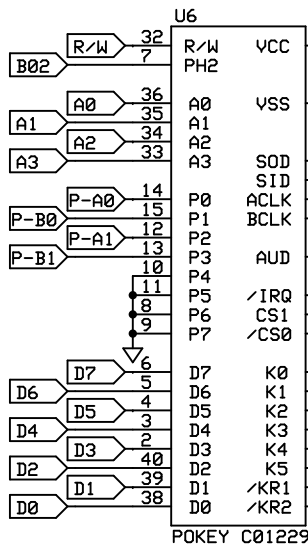 U6
R/W 32 R/W VCC
B02 7 PH2
A0 36 A0 VSS
A1 35 A1
A2 34 A2
A3 33 A3 SOD
SID
P-A0 14 P0 ACLK
P-B0 15 P1 BCLK
P-A1 12 P2
P-B1 13 P3 AUD
10 P4
11 P5 /IRQ
8 P6 CS1
9 P7 /CS0
D7 6 D7 K0
D6 5 D6 K1
D5 4 D5 K2
D4 3 D4 K3
D3 2 D3 K4
D2 40 D2 K5
D1 39 D1 /KR1
D0 38 D0 /KR2
POKEY C01229